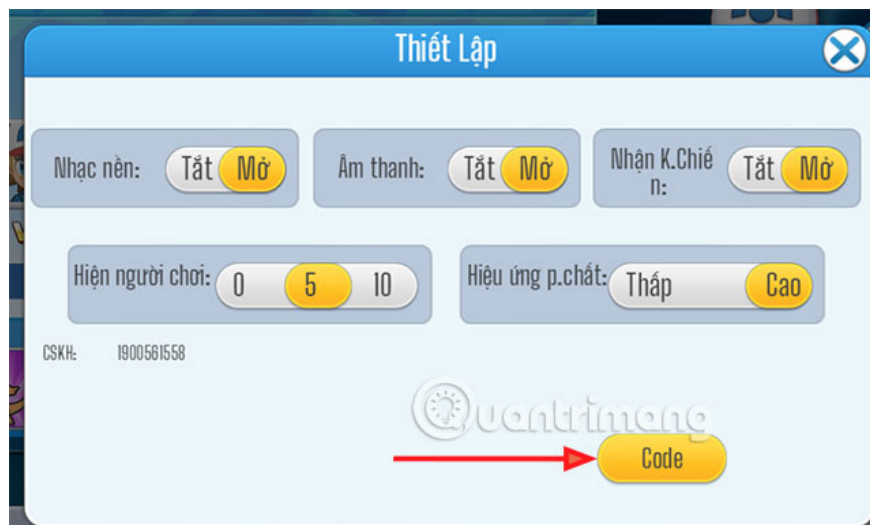 Thiết Lập
Nhạc nền: Tắt Mở
Âm thanh: Tắt Mở
Nhận K.Chiế
n: Tắt Mở
Hiện người chơi: 0 5 10
Hiệu ứng p.chất: Thấp Cao
CSKH: 1900561558
Quantrimang
Code